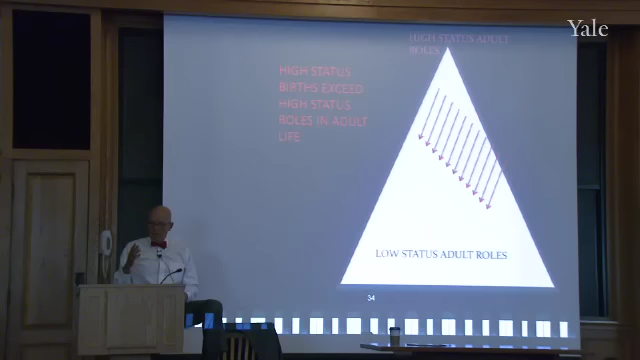 Yale
HIGH STATUS ADULT
ROLES
HIGH STATUS
BIRTHS EXCEED
HIGH STATUS
ROLES IN ADULT
LIFE
LOW STATUS ADULT ROLES
34